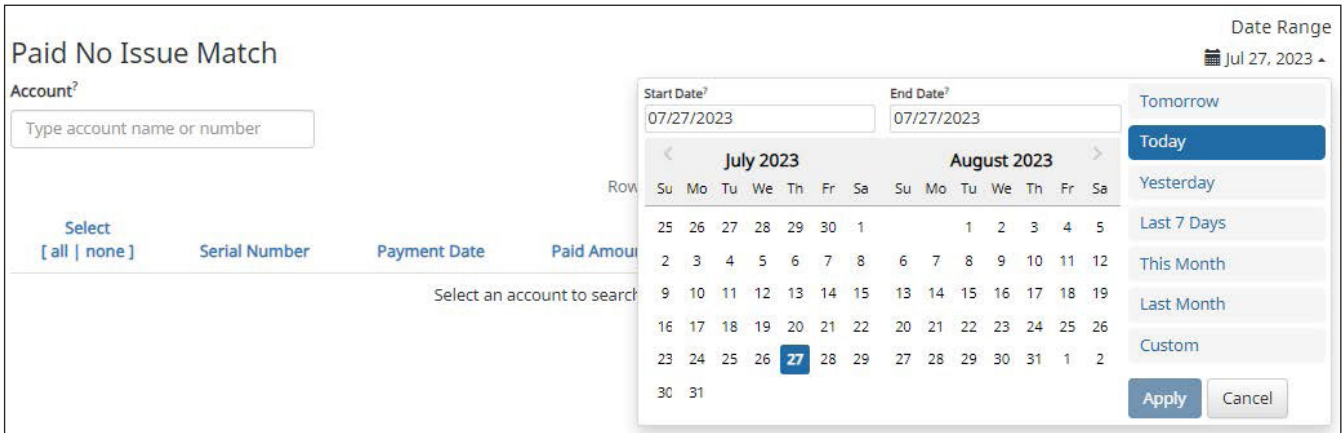 Date Range
Paid No Issue Match
Jul 27, 2023
Account?
Type account name or number
Start Date?
End Date?
07/27/2023
07/27/2023
July 2023
August 2023
Su Mo Tu We Th Fr Sa
Su Mo Tu We Th Fr Sa
25 26 27 28 29 30 1
1 2 3 4 5
2 3 4 5 6 7 8
6 7 8 9 10 11 12
9 10 11 12 13 14 15
13 14 15 16 17 18 19
16 17 18 19 20 21 22
20 21 22 23 24 25 26
23 24 25 26 27 28 29
27 28 29 30 31 1 2
30 31
Tomorrow
Today
Yesterday
Last 7 Days
This Month
Last Month
Custom
Apply
Cancel
Row
Select
[ all | none ]
Serial Number
Payment Date
Paid Amou
Select an account to search